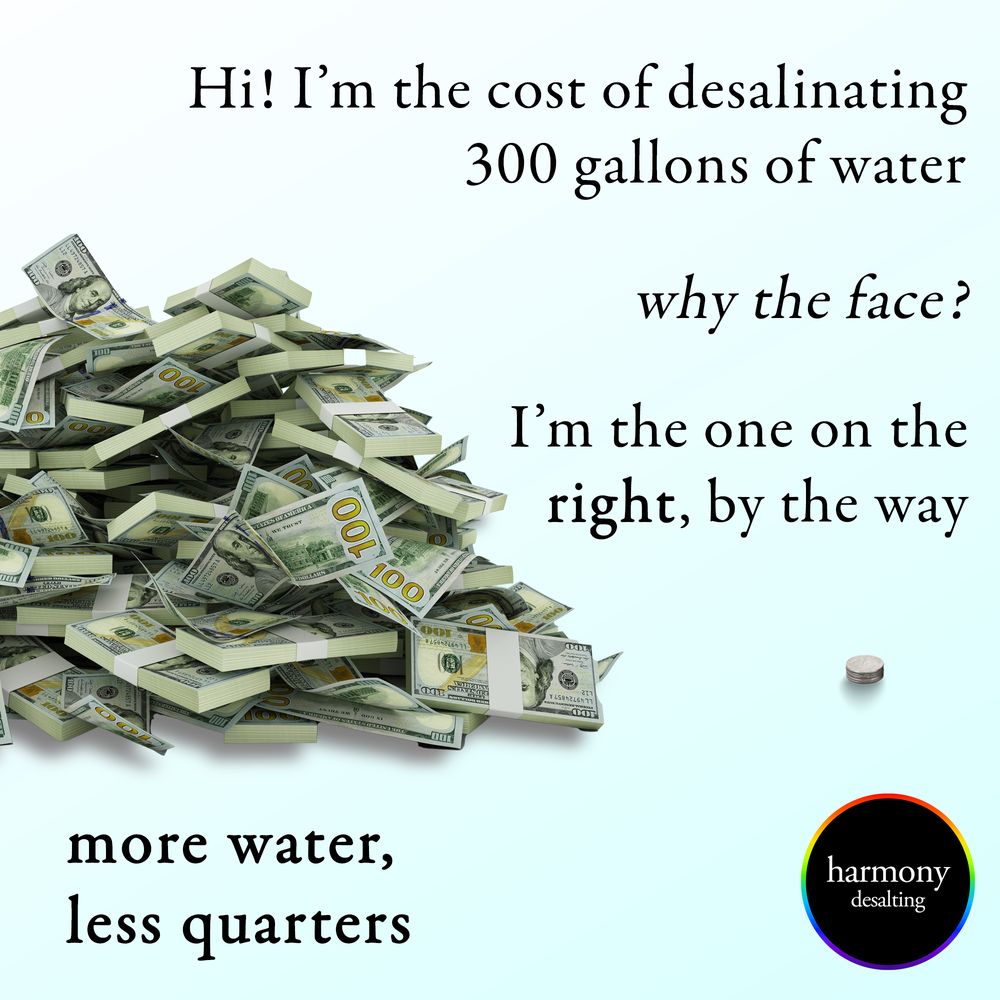 Hi! I’m the cost of desalinating
300 gallons of water
why the face?
I’m the one on the
right, by the way
more water,
less quarters
harmony
desalting